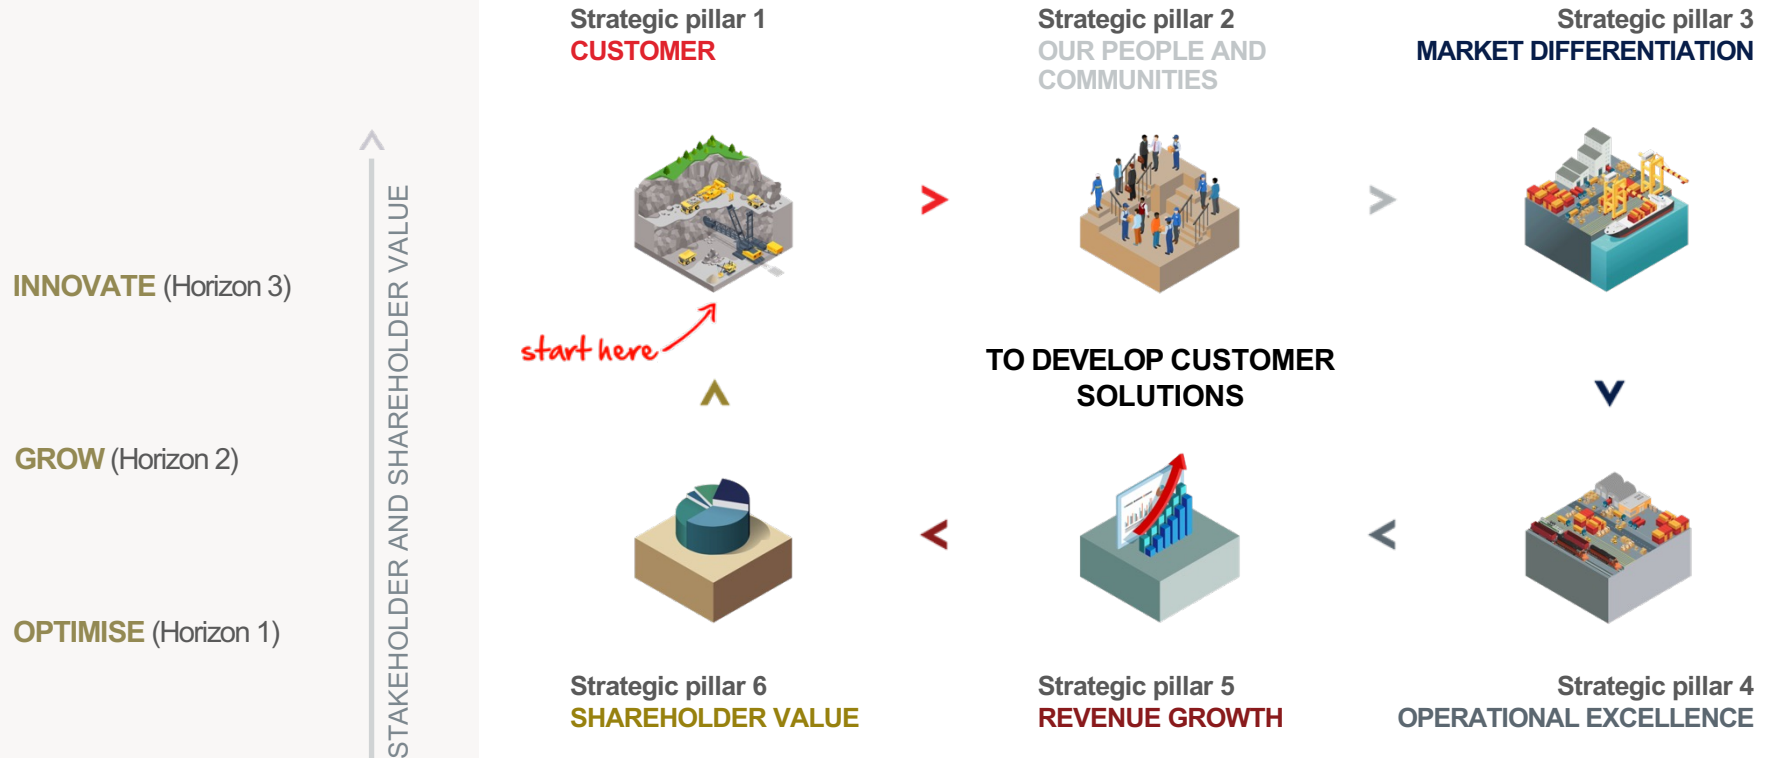 Strategic pillar 1
CUSTOMER
Strategic pillar 2
OUR PEOPLE AND
COMMUNITIES
Strategic pillar 3
MARKET DIFFERENTIATION
INNOVATE (Horizon 3)
GROW (Horizon 2)
OPTIMISE (Horizon 1)
STAKEHOLDER AND SHAREHOLDER VALUE
start here
TO DEVELOP CUSTOMER
SOLUTIONS
Strategic pillar 6
SHAREHOLDER VALUE
Strategic pillar 5
REVENUE GROWTH
Strategic pillar 4
OPERATIONAL EXCELLENCE